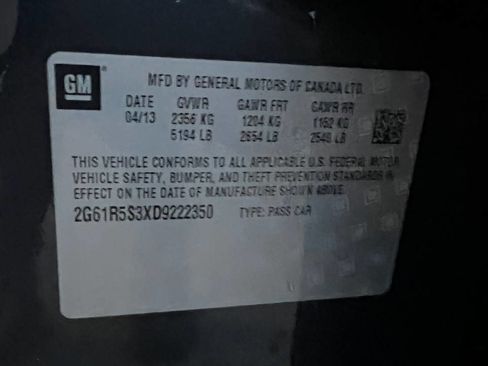 GM
MFD BY GENERAL MOTORS OF CANADA LTD.
DATE GVWR GAWR FRT GAWR RR
04/13 2356 KG 1204 KG 1152 KG
5194 LB 2654 LB 2540 LB
THIS VEHICLE CONFORMS TO ALL APPLICABLE U.S. FEDERAL MOTOR
VEHICLE SAFETY, BUMPER, AND THEFT PREVENTION STANDARDS IN
EFFECT ON THE DATE OF MANUFACTURE SHOWN ABOVE.
2G61R5S3XD9222350 TYPE: PASS CAR